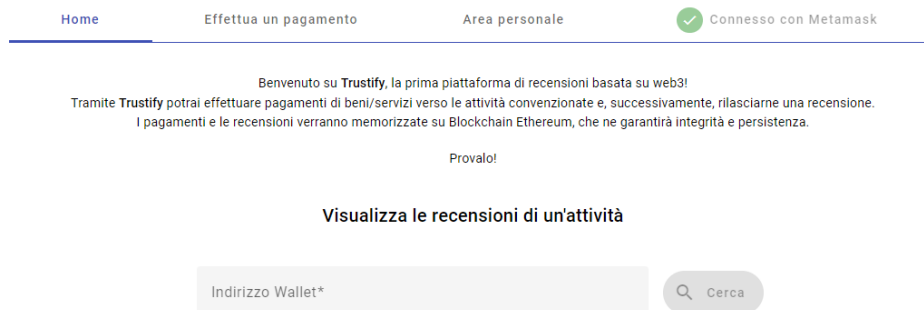 Home Effettua un pagamento Area personale Connesso con Metamask
Benvenuto su Trustify, la prima piattaforma di recensioni basata su web3!
Tramite Trustify potrai effettuare pagamenti di beni/servizi verso le attività convenzionate e, successivamente, rilasciarne una recensione.
I pagamenti e le recensioni verranno memorizzate su Blockchain Ethereum, che ne garantirà integrità e persistenza.
Provalo!
Visualizza le recensioni di un'attività
Indirizzo Wallet* Cerca